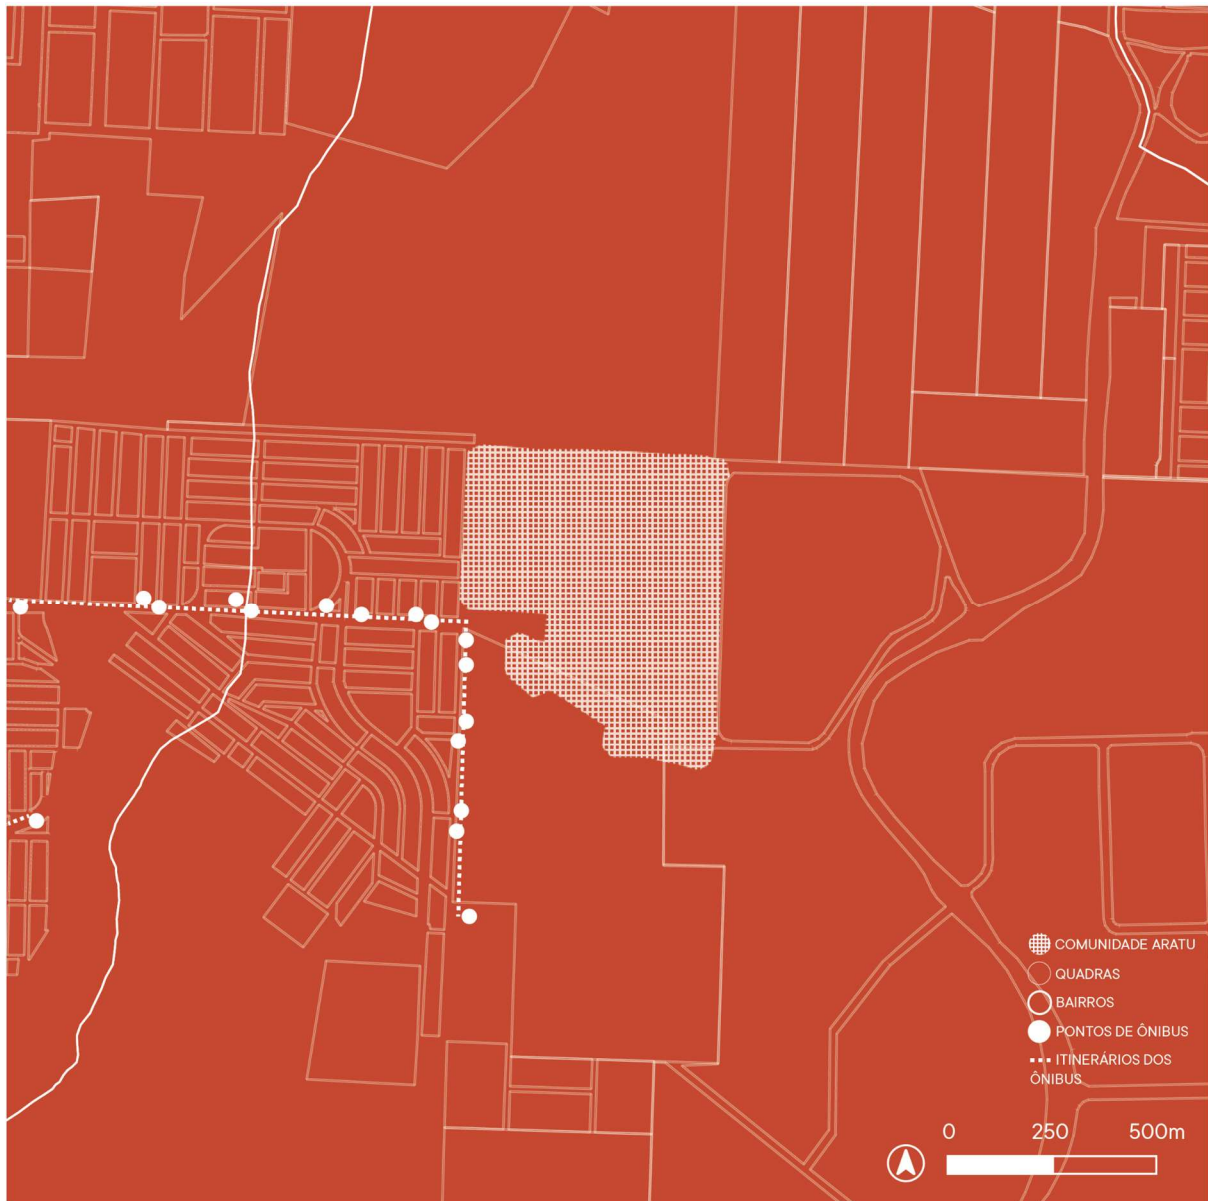 COMUNIDADE ARATU
QUADRAS
BAIRROS
PONTOS DE ÔNIBUS
ITINERÁRIOS DOS
ÔNIBUS
0 250 500m